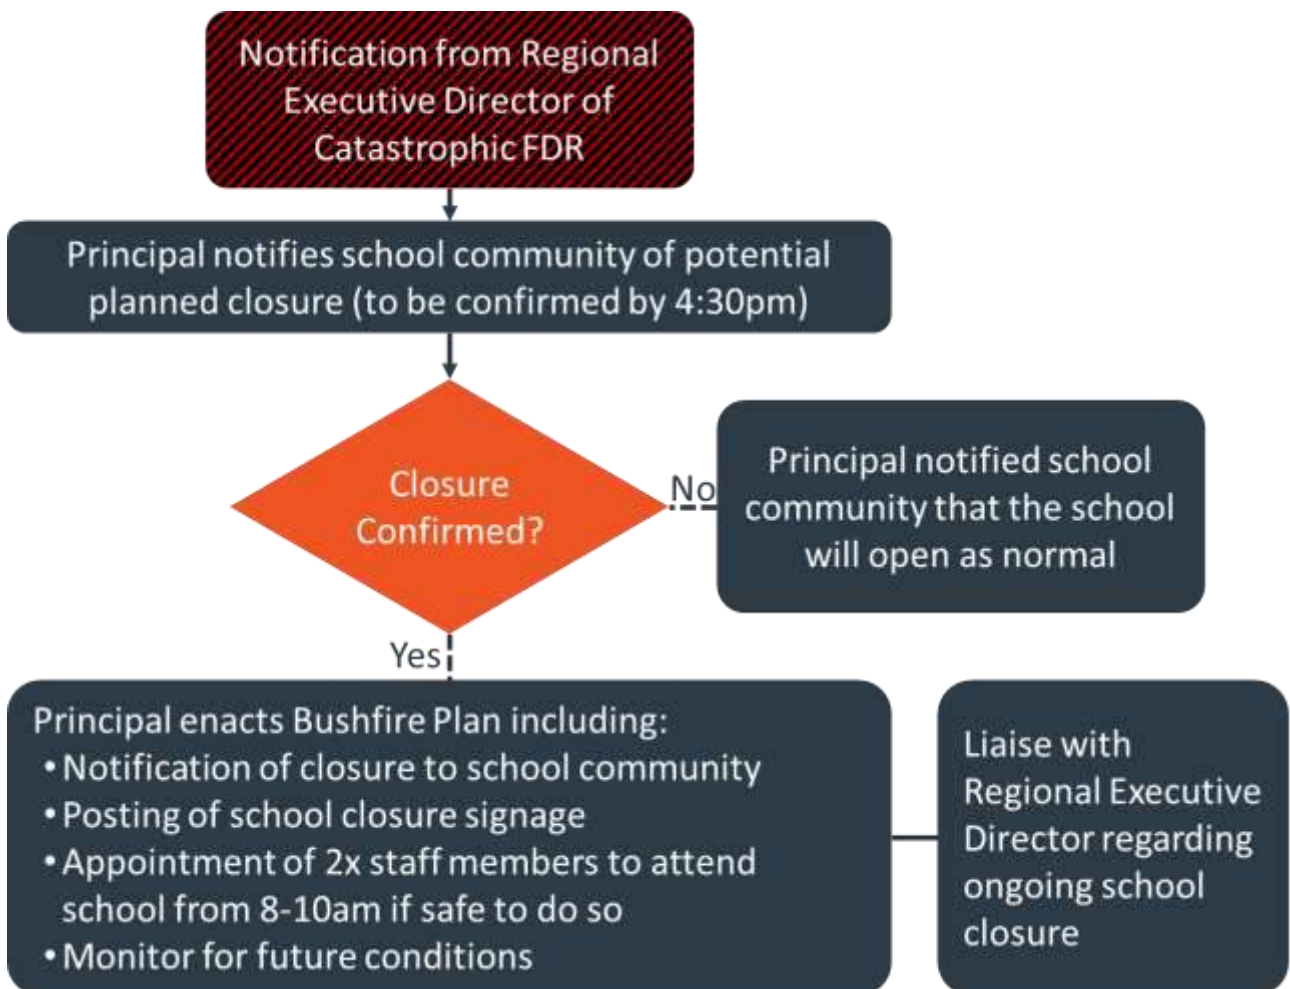 Notification from Regional
Executive Director of
Catastrophic FDR
Principal notifies school community of potential
planned closure (to be confirmed by 4:30pm)
Closure
Confirmed?
No
Principal notified school
community that the school
will open as normal
Yes
Principal enacts Bushfire Plan including:
• Notification of closure to school community
• Posting of school closure signage
• Appointment of 2x staff members to attend
school from 8-10am if safe to do so
• Monitor for future conditions
Liaise with
Regional Executive
Director regarding
ongoing school
closure